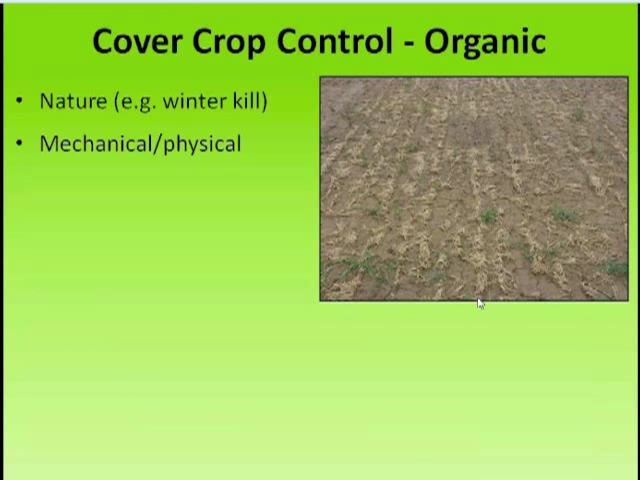 Cover Crop Control - Organic
• Nature (e.g. winter kill)
• Mechanical/physical